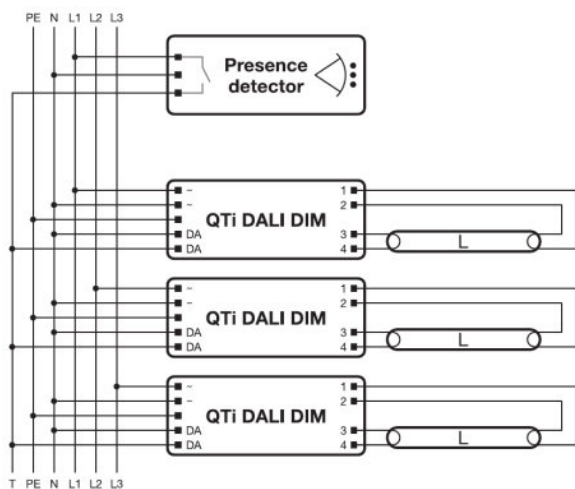 PE N L1 L2 L3
Presence
detector
~
~
QTi DALI DIM
DA
DA
1
2
3
4
L
~
~
QTi DALI DIM
DA
DA
1
2
3
4
L
~
~
QTi DALI DIM
DA
DA
1
2
3
4
L
T PE N L1 L2 L3